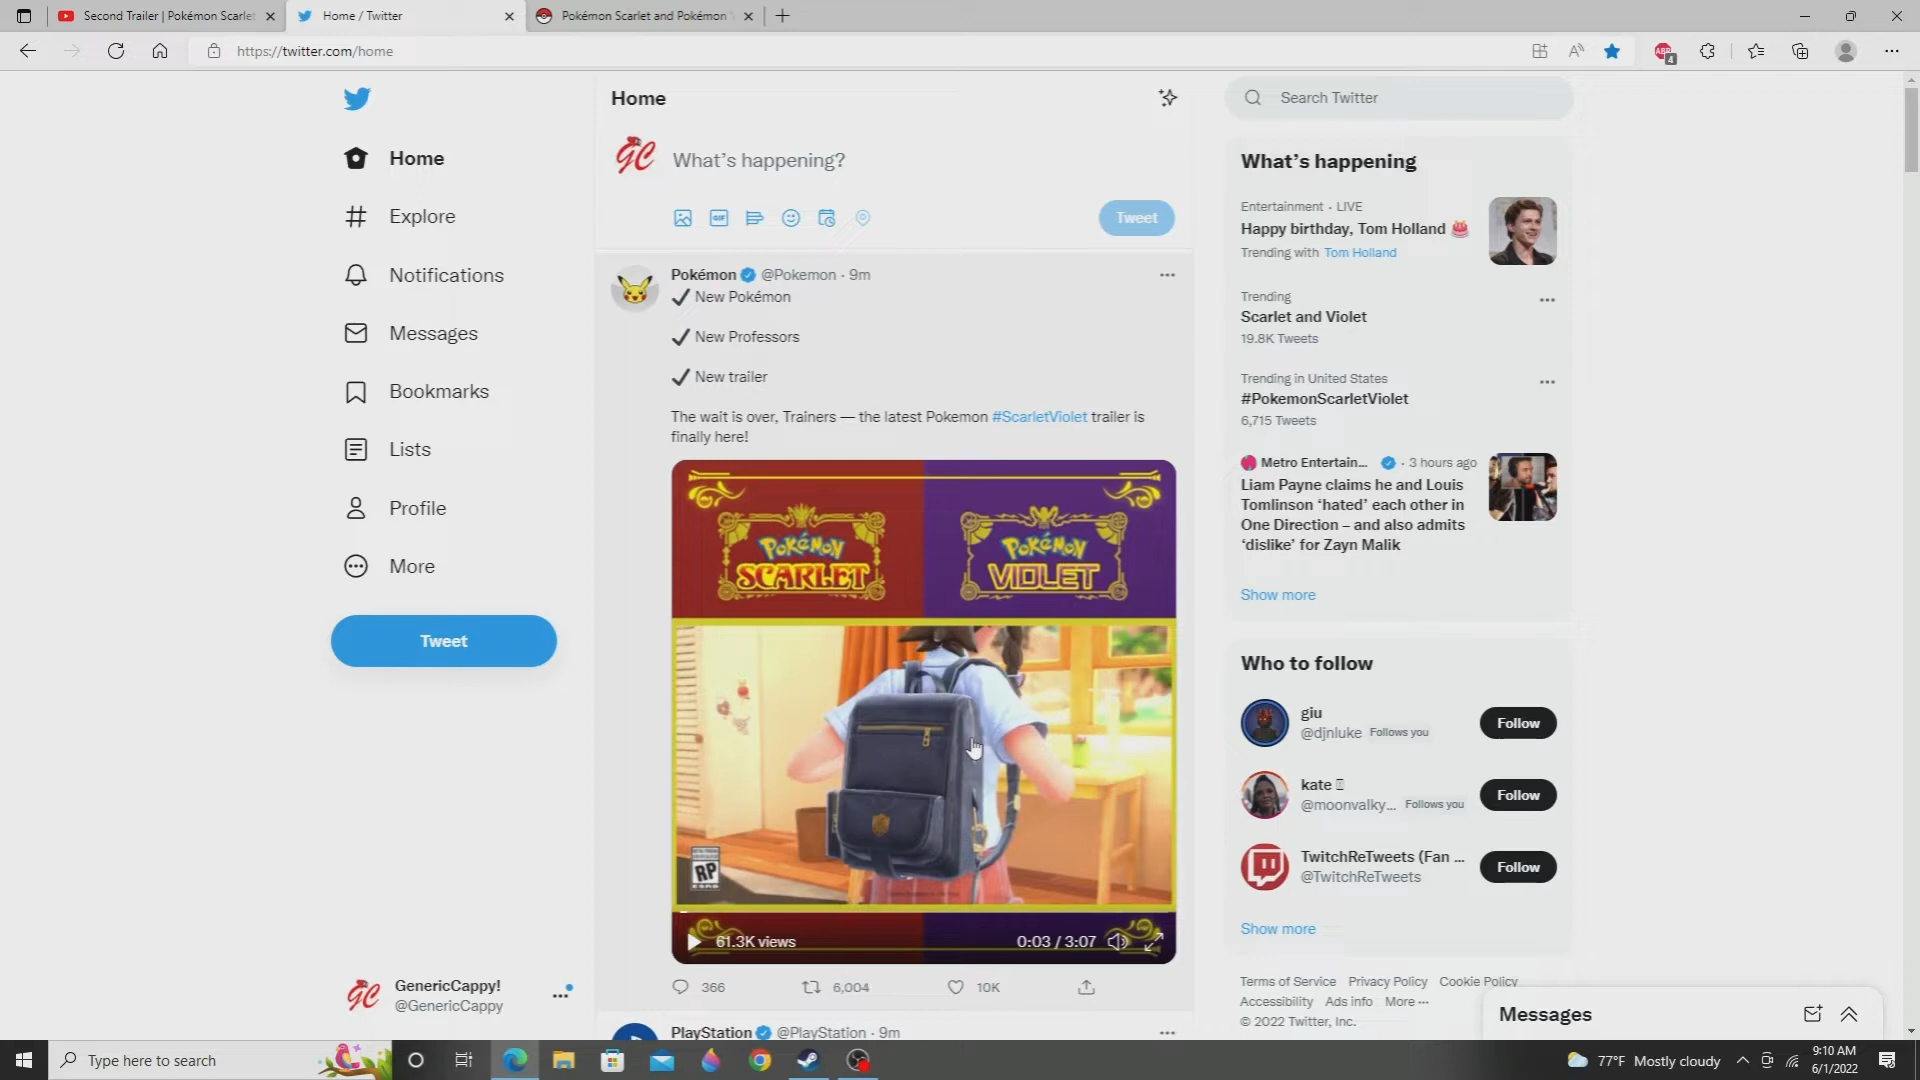 Second Trailer | Pokémon Scarlet
Home / Twitter
Pokémon Scarlet and Pokémon
https://twitter.com/home
ABP
4
Home
Explore
Notifications
Messages
Bookmarks
Lists
Profile
More
Tweet
GenericCappy!
@GenericCappy
Home
GC
What's happening?
GIF
Tweet
Pokémon @Pokemon · 9m
✓ New Pokémon
✓ New Professors
✓ New trailer
The wait is over, Trainers — the latest Pokemon #ScarletViolet trailer is
finally here!
POKéMON
SCARLET
POKéMON
VIOLET
RP
ESRB
61.3K views
0:03 / 3:07
366
6,004
10K
PlayStation @PlayStation · 9m
Search Twitter
What's happening
Entertainment · LIVE
Happy birthday, Tom Holland 🎂
Trending with Tom Holland
Trending
Scarlet and Violet
19.8K Tweets
Trending in United States
#PokemonScarletViolet
6,715 Tweets
Metro Entertain... · 3 hours ago
Liam Payne claims he and Louis
Tomlinson ‘hated’ each other in
One Direction – and also admits
‘dislike’ for Zayn Malik
Show more
Who to follow
giu
@djnluke Follows you
Follow
kate
@moonvalky... Follows you
Follow
TwitchReTweets (Fan ...
@TwitchReTweets
Follow
Show more
Terms of Service Privacy Policy Cookie Policy
Accessibility Ads info More ···
© 2022 Twitter, Inc.
Messages
GC
Type here to search
77°F Mostly cloudy
9:10 AM
6/1/2022